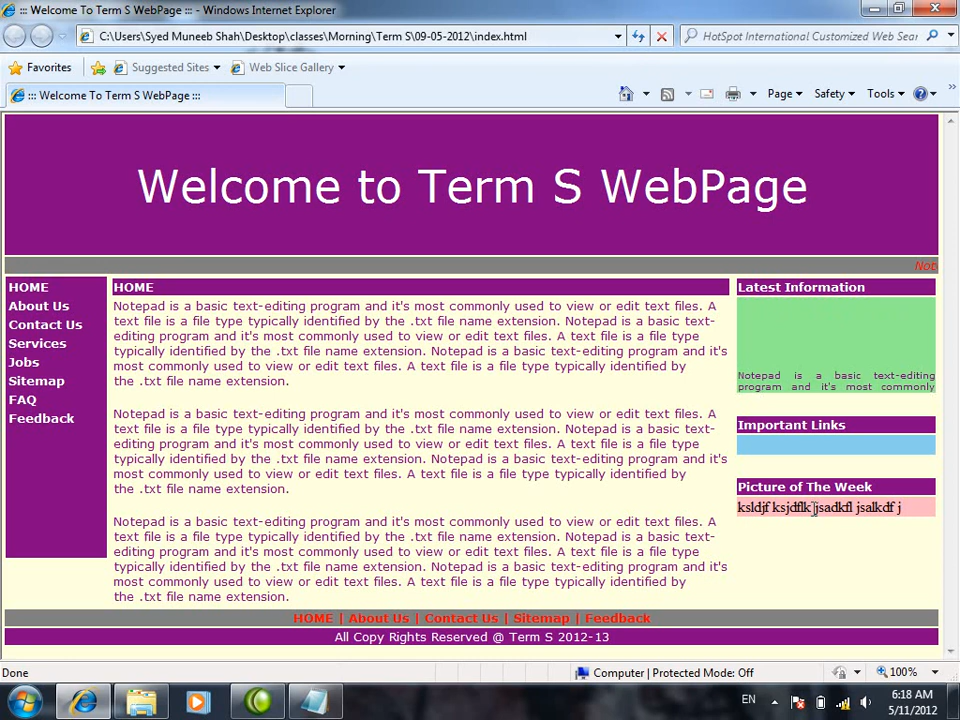 ::: Welcome To Term S WebPage ::: - Windows Internet Explorer
C:\Users\Syed Muneeb Shah\Desktop\classes\Morning\Term S\09-05-2012\index.html
HotSpot International Customized Web Sear
Favorites
Suggested Sites
Web Slice Gallery
::: Welcome To Term S WebPage :::
Page
Safety
Tools
»
Welcome to Term S WebPage
Not
HOME
About Us
Contact Us
Services
Jobs
Sitemap
FAQ
Feedback
HOME
Notepad is a basic text-editing program and it's most commonly used to view or edit text files. A
text file is a file type typically identified by the .txt file name extension. Notepad is a basic text-
editing program and it's most commonly used to view or edit text files. A text file is a file type
typically identified by the .txt file name extension. Notepad is a basic text-editing program and it's
most commonly used to view or edit text files. A text file is a file type typically identified by
the .txt file name extension.
Notepad is a basic text-editing program and it's most commonly used to view or edit text files. A
text file is a file type typically identified by the .txt file name extension. Notepad is a basic text-
editing program and it's most commonly used to view or edit text files. A text file is a file type
typically identified by the .txt file name extension. Notepad is a basic text-editing program and it's
most commonly used to view or edit text files. A text file is a file type typically identified by
the .txt file name extension.
Notepad is a basic text-editing program and it's most commonly used to view or edit text files. A
text file is a file type typically identified by the .txt file name extension. Notepad is a basic text-
editing program and it's most commonly used to view or edit text files. A text file is a file type
typically identified by the .txt file name extension. Notepad is a basic text-editing program and it's
most commonly used to view or edit text files. A text file is a file type typically identified by
the .txt file name extension.
Latest Information
Notepad is a basic text-editing
program and it's most commonly
Important Links
Picture of The Week
ksldjf ksjdflk jsadkfl jsalkdf j
HOME | About Us | Contact Us | Sitemap | Feedback
All Copy Rights Reserved @ Term S 2012-13
Done
Computer | Protected Mode: Off
100%
EN
6:18 AM
5/11/2012